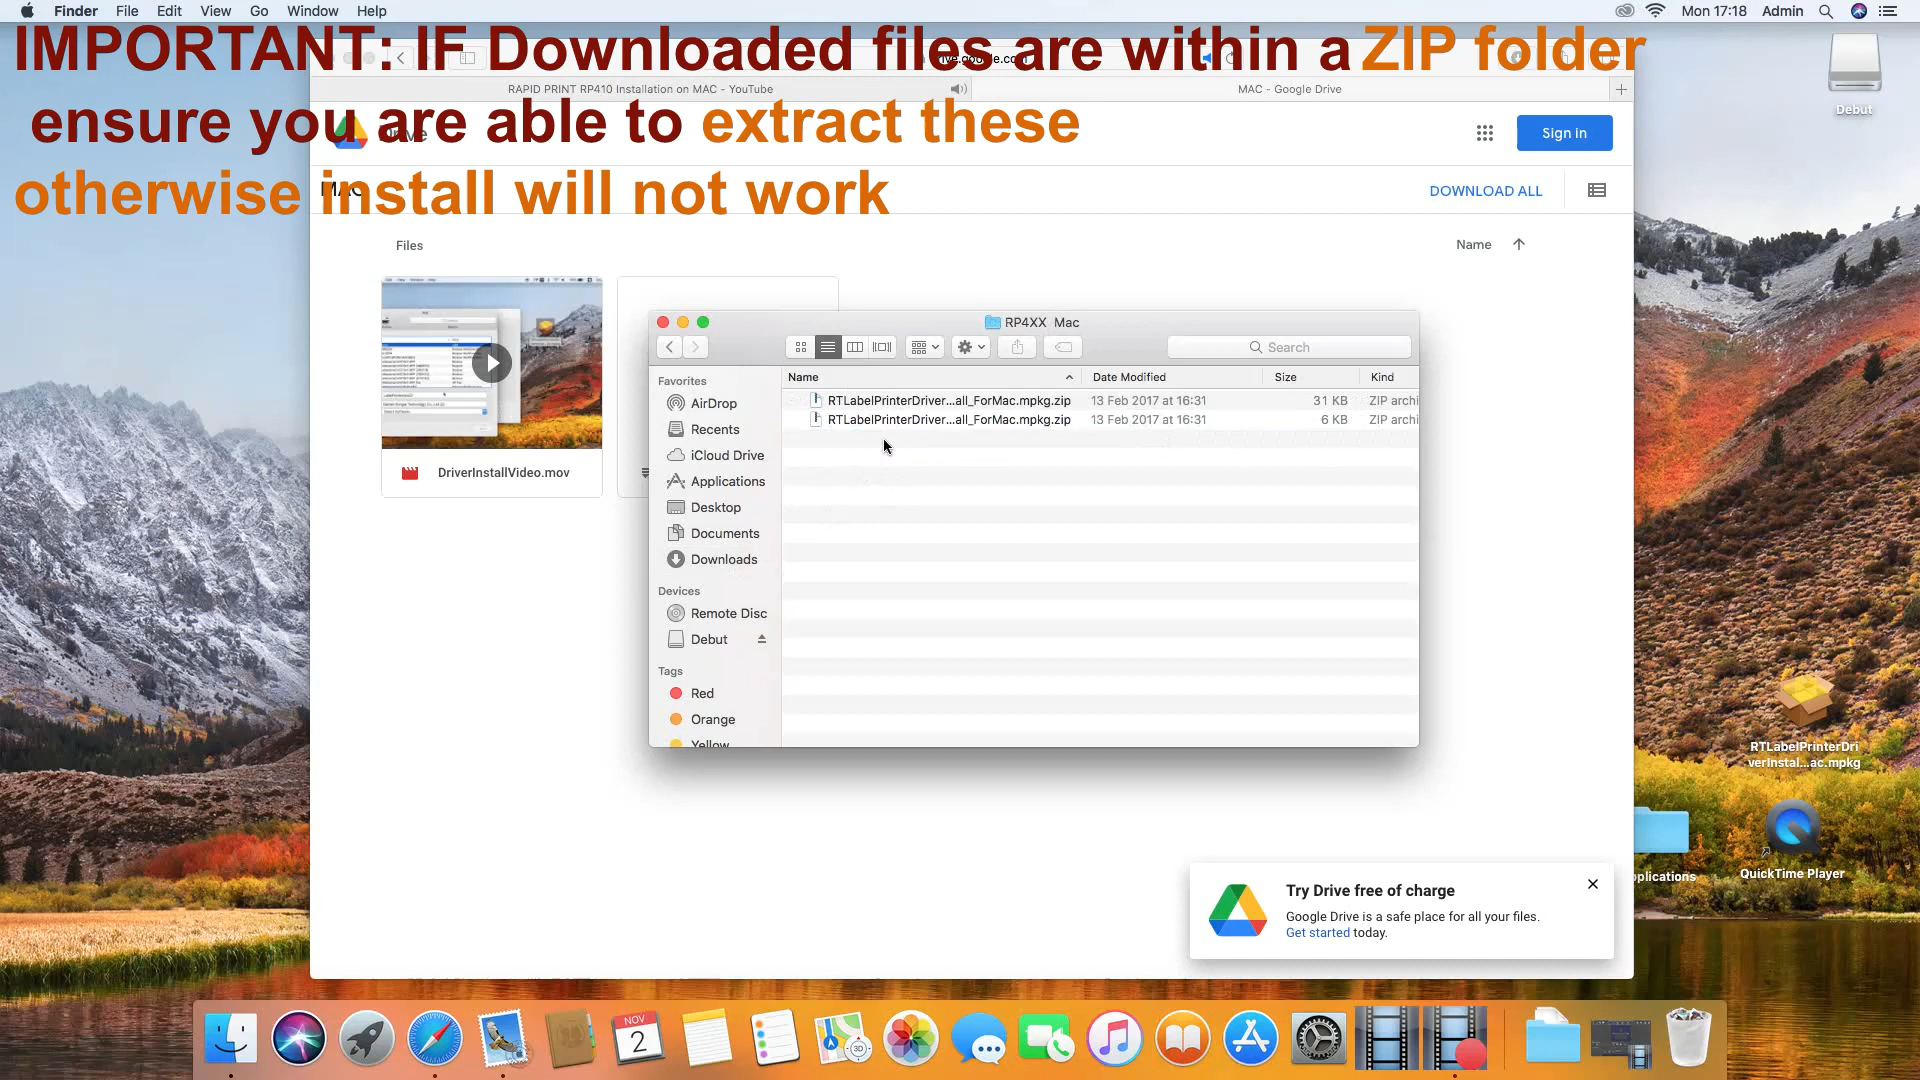 Finder File Edit View Go Window Help
Mon 17:18 Admin
IMPORTANT: IF Downloaded files are within a ZIP folder
ensure you are able to extract these
otherwise install will not work
RAPID PRINT RP410 Installation on MAC - YouTube
MAC - Google Drive
Sign in
MAC
DOWNLOAD ALL
Files
Name
DriverInstallVideo.mov
RP4XX Mac
Search
Favorites
AirDrop
Recents
iCloud Drive
Applications
Desktop
Documents
Downloads
Devices
Remote Disc
Debut
Tags
Red
Orange
Yellow
Name Date Modified Size Kind
RTLabelPrinterDriver...all_ForMac.mpkg.zip 13 Feb 2017 at 16:31 31 KB ZIP archi
RTLabelPrinterDriver...all_ForMac.mpkg.zip 13 Feb 2017 at 16:31 6 KB ZIP archi
Try Drive free of charge
Google Drive is a safe place for all your files.
Get started today.
Debut
RTLabelPrinterDri
verInstal...ac.mpkg
pplications
QuickTime Player
NOV
2
3D